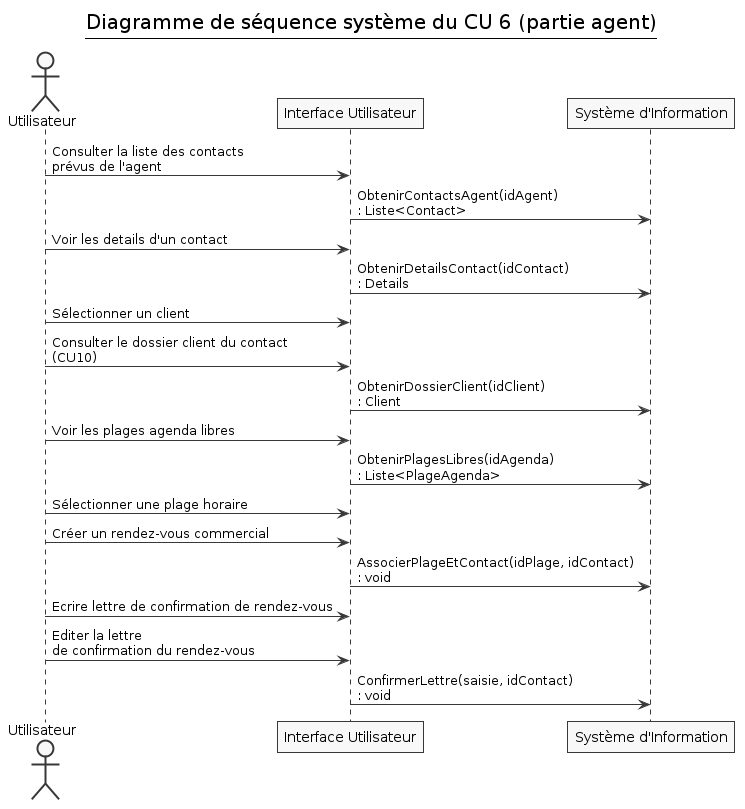 Diagramme de séquence système du CU 6 (partie agent)
Utilisateur
Interface Utilisateur
Système d'Information
Consulter la liste des contacts
prévus de l'agent
ObtenirContactsAgent(idAgent)
: Liste<Contact>
Voir les details d'un contact
ObtenirDetailsContact(idContact)
: Details
Sélectionner un client
Consulter le dossier client du contact
(CU10)
ObtenirDossierClient(idClient)
: Client
Voir les plages agenda libres
ObtenirPlagesLibres(idAgenda)
: Liste<PlageAgenda>
Sélectionner une plage horaire
Créer un rendez-vous commercial
AssocierPlageEtContact(idPlage, idContact)
: void
Ecrire lettre de confirmation de rendez-vous
Editer la lettre
de confirmation du rendez-vous
ConfirmerLettre(saisie, idContact)
: void
Utilisateur
Interface Utilisateur
Système d'Information